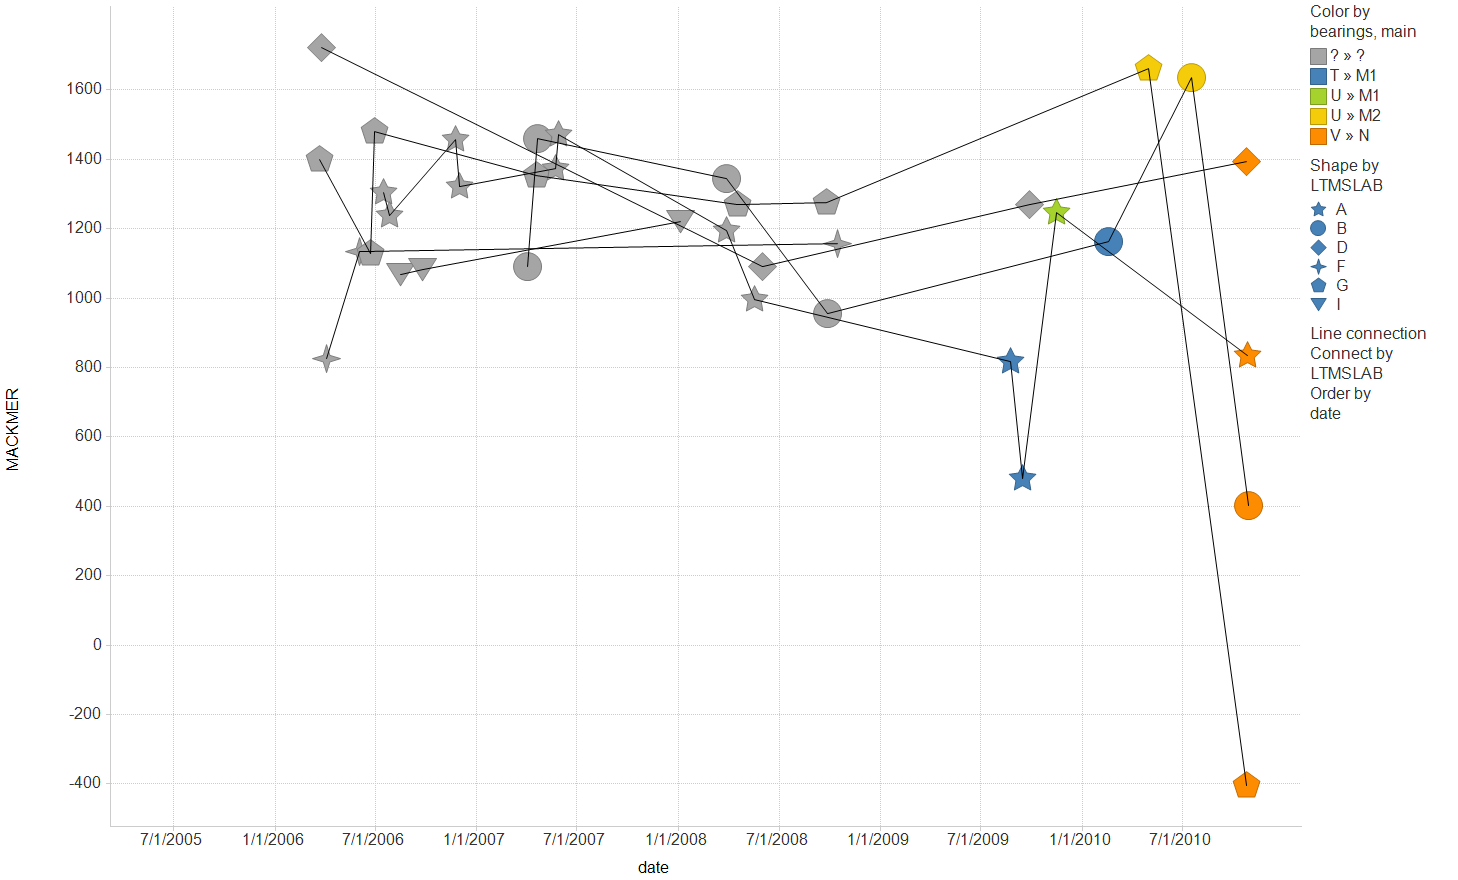 MACKMER
1600
1400
1200
1000
800
600
400
200
0
-200
-400
7/1/2005 1/1/2006 7/1/2006 1/1/2007 7/1/2007 1/1/2008 7/1/2008 1/1/2009 7/1/2009 1/1/2010 7/1/2010
date
Color by
bearings, main
? » ?
T » M1
U » M1
U » M2
V » N
Shape by
LTMSLAB
A
B
D
F
G
I
Line connection
Connect by
LTMSLAB
Order by
date